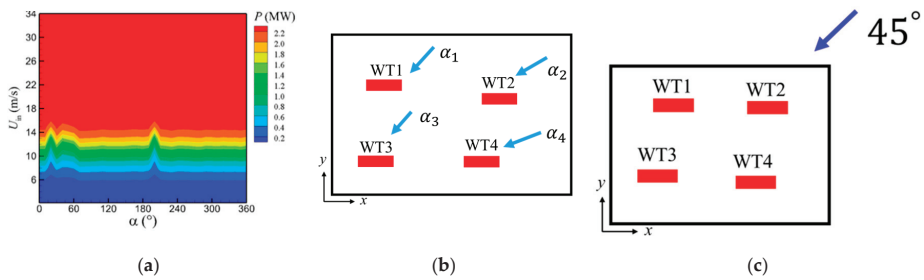 P (MW)
34
30
26
22
18
14
10
6
U_in (m/s)
0 60 120 180 240 300 360
α (°)
2.2
2.0
1.8
1.6
1.4
1.2
1.0
0.8
0.6
0.4
0.2
(a)
WT1 α₁
WT2 α₂
WT3 α₃
WT4 α₄
y
x
(b)
45°
WT1 WT2
WT3 WT4
y
x
(c)